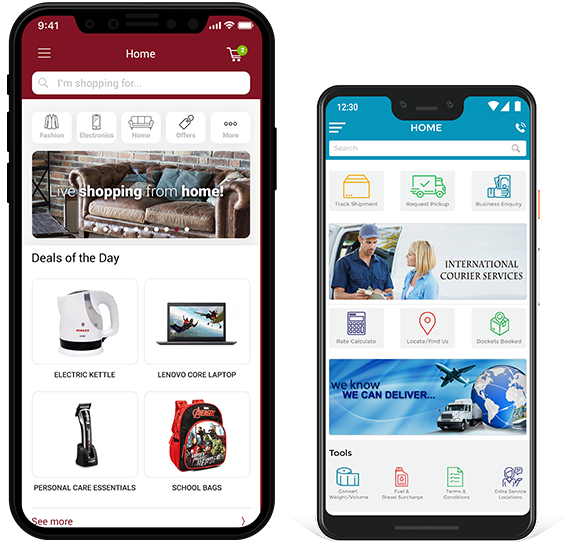 9:41
Home
2
I'm shopping for...
Fashion
Electronics
Home
Offers
More
Live shopping from home!
Deals of the Day
SINGER
ELECTRIC KETTLE
LENOVO CORE LAPTOP
AVENGERS
PERSONAL CARE ESSENTIALS
SCHOOL BAGS
See more
12:30
HOME
Search
Track Shipment
Request Pickup
Business Enquiry
INTERNATIONAL
COURIER SERVICES
Rate Calculate
Locate/Find Us
Dockets Booked
we know
WE CAN DELIVER...
Tools
Convert
Weight/Volume
Fuel &
Diesel Surcharge
Terms &
Conditions
Extra Service
Locations